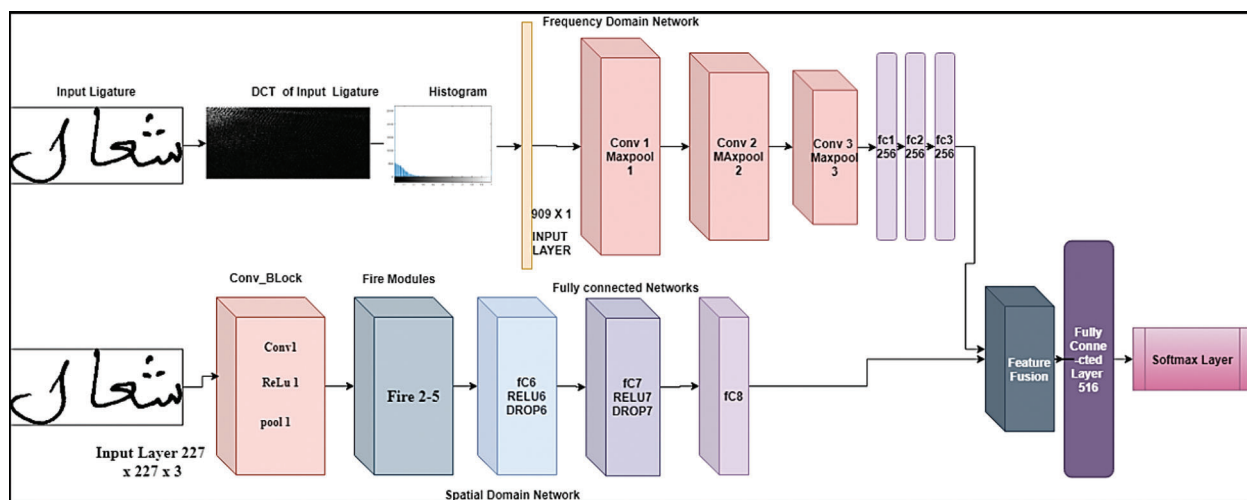 Frequency Domain Network
Input Ligature
DCT of Input Ligature
Histogram
شعال
909 X 1
INPUT
LAYER
Conv 1
Maxpool
1
Conv 2
MAxpool
2
Conv 3
Maxpool
3
fc1
256
fc2
256
fc3
256
Conv_BLock
Fire Modules
Fully connected Networks
شعال
Conv1
ReLu 1
pool 1
Fire 2-5
fC6
RELU6
DROP6
fC7
RELU7
DROP7
fC8
Feature
Fusion
Fully
Conne
-cted
Layer
516
Softmax Layer
Input Layer 227
x 227 x 3
Spatial Domain Network